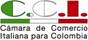 C.C.I.
Cámara de Comercio
Italiana para Colombia